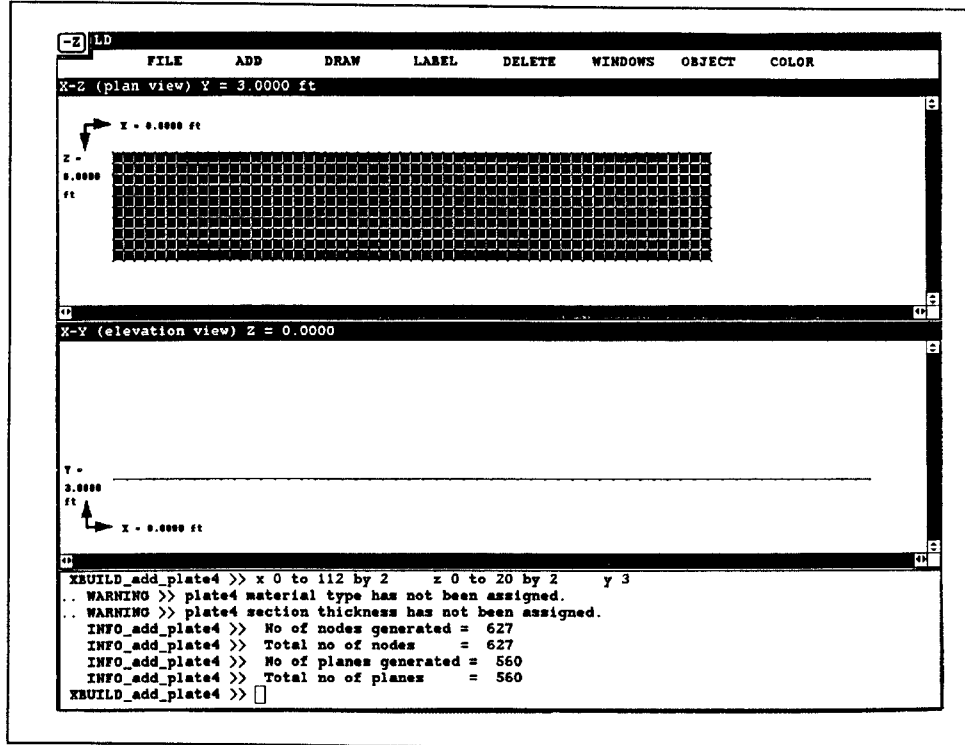 -Z LD
FILE ADD DRAW LABEL DELETE WINDOWS OBJECT COLOR
X-Z (plan view) Y = 3.0000 ft
X = 0.0000 ft
Z =
0.0000
ft
X-Y (elevation view) Z = 0.0000
Y =
3.0000
ft
X = 0.0000 ft
XBUILD_add_plate4 >> x 0 to 112 by 2 z 0 to 20 by 2 y 3
.. WARNING >> plate4 material type has not been assigned.
.. WARNING >> plate4 section thickness has not been assigned.
INFO_add_plate4 >> No of nodes generated = 627
INFO_add_plate4 >> Total no of nodes = 627
INFO_add_plate4 >> No of planes generated = 560
INFO_add_plate4 >> Total no of planes = 560
XBUILD_add_plate4 >>